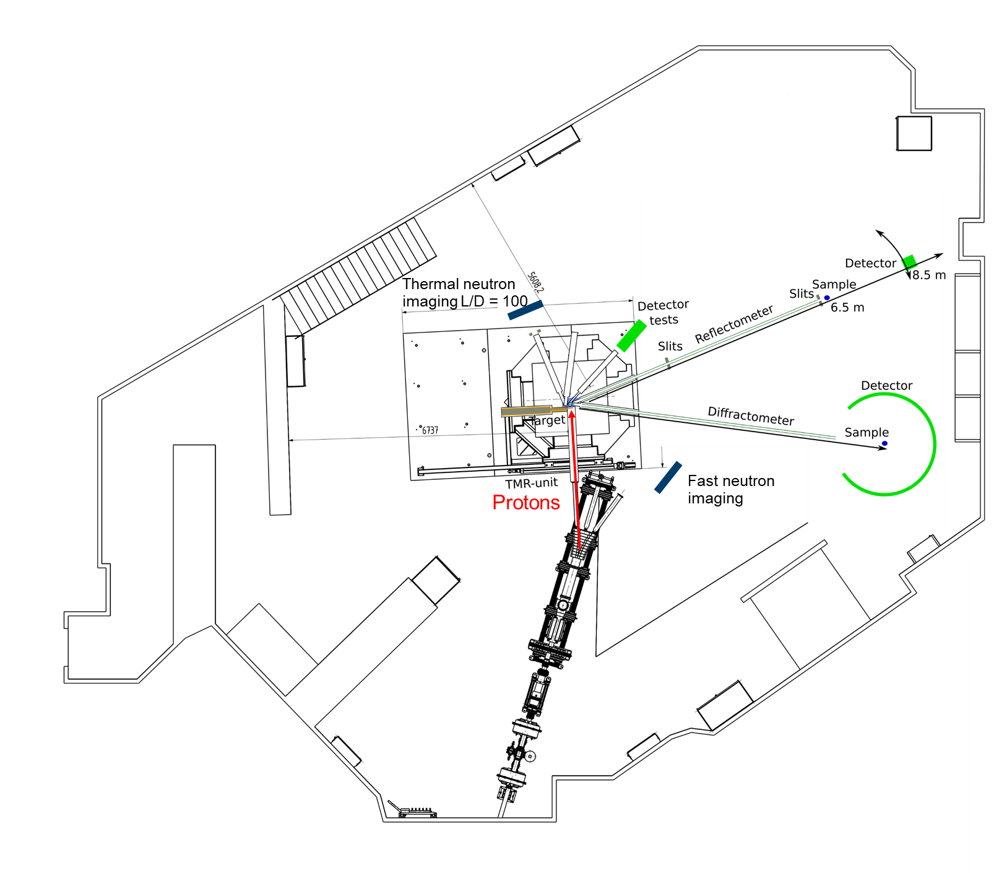 5608,2
Thermal neutron
imaging L/D = 100
Detector
tests
Detector
8.5 m
Sample
Slits
6.5 m
Reflectometer
Slits
Detector
Diffractometer
Sample
Target
6737
TMR-unit
Protons
Fast neutron
imaging